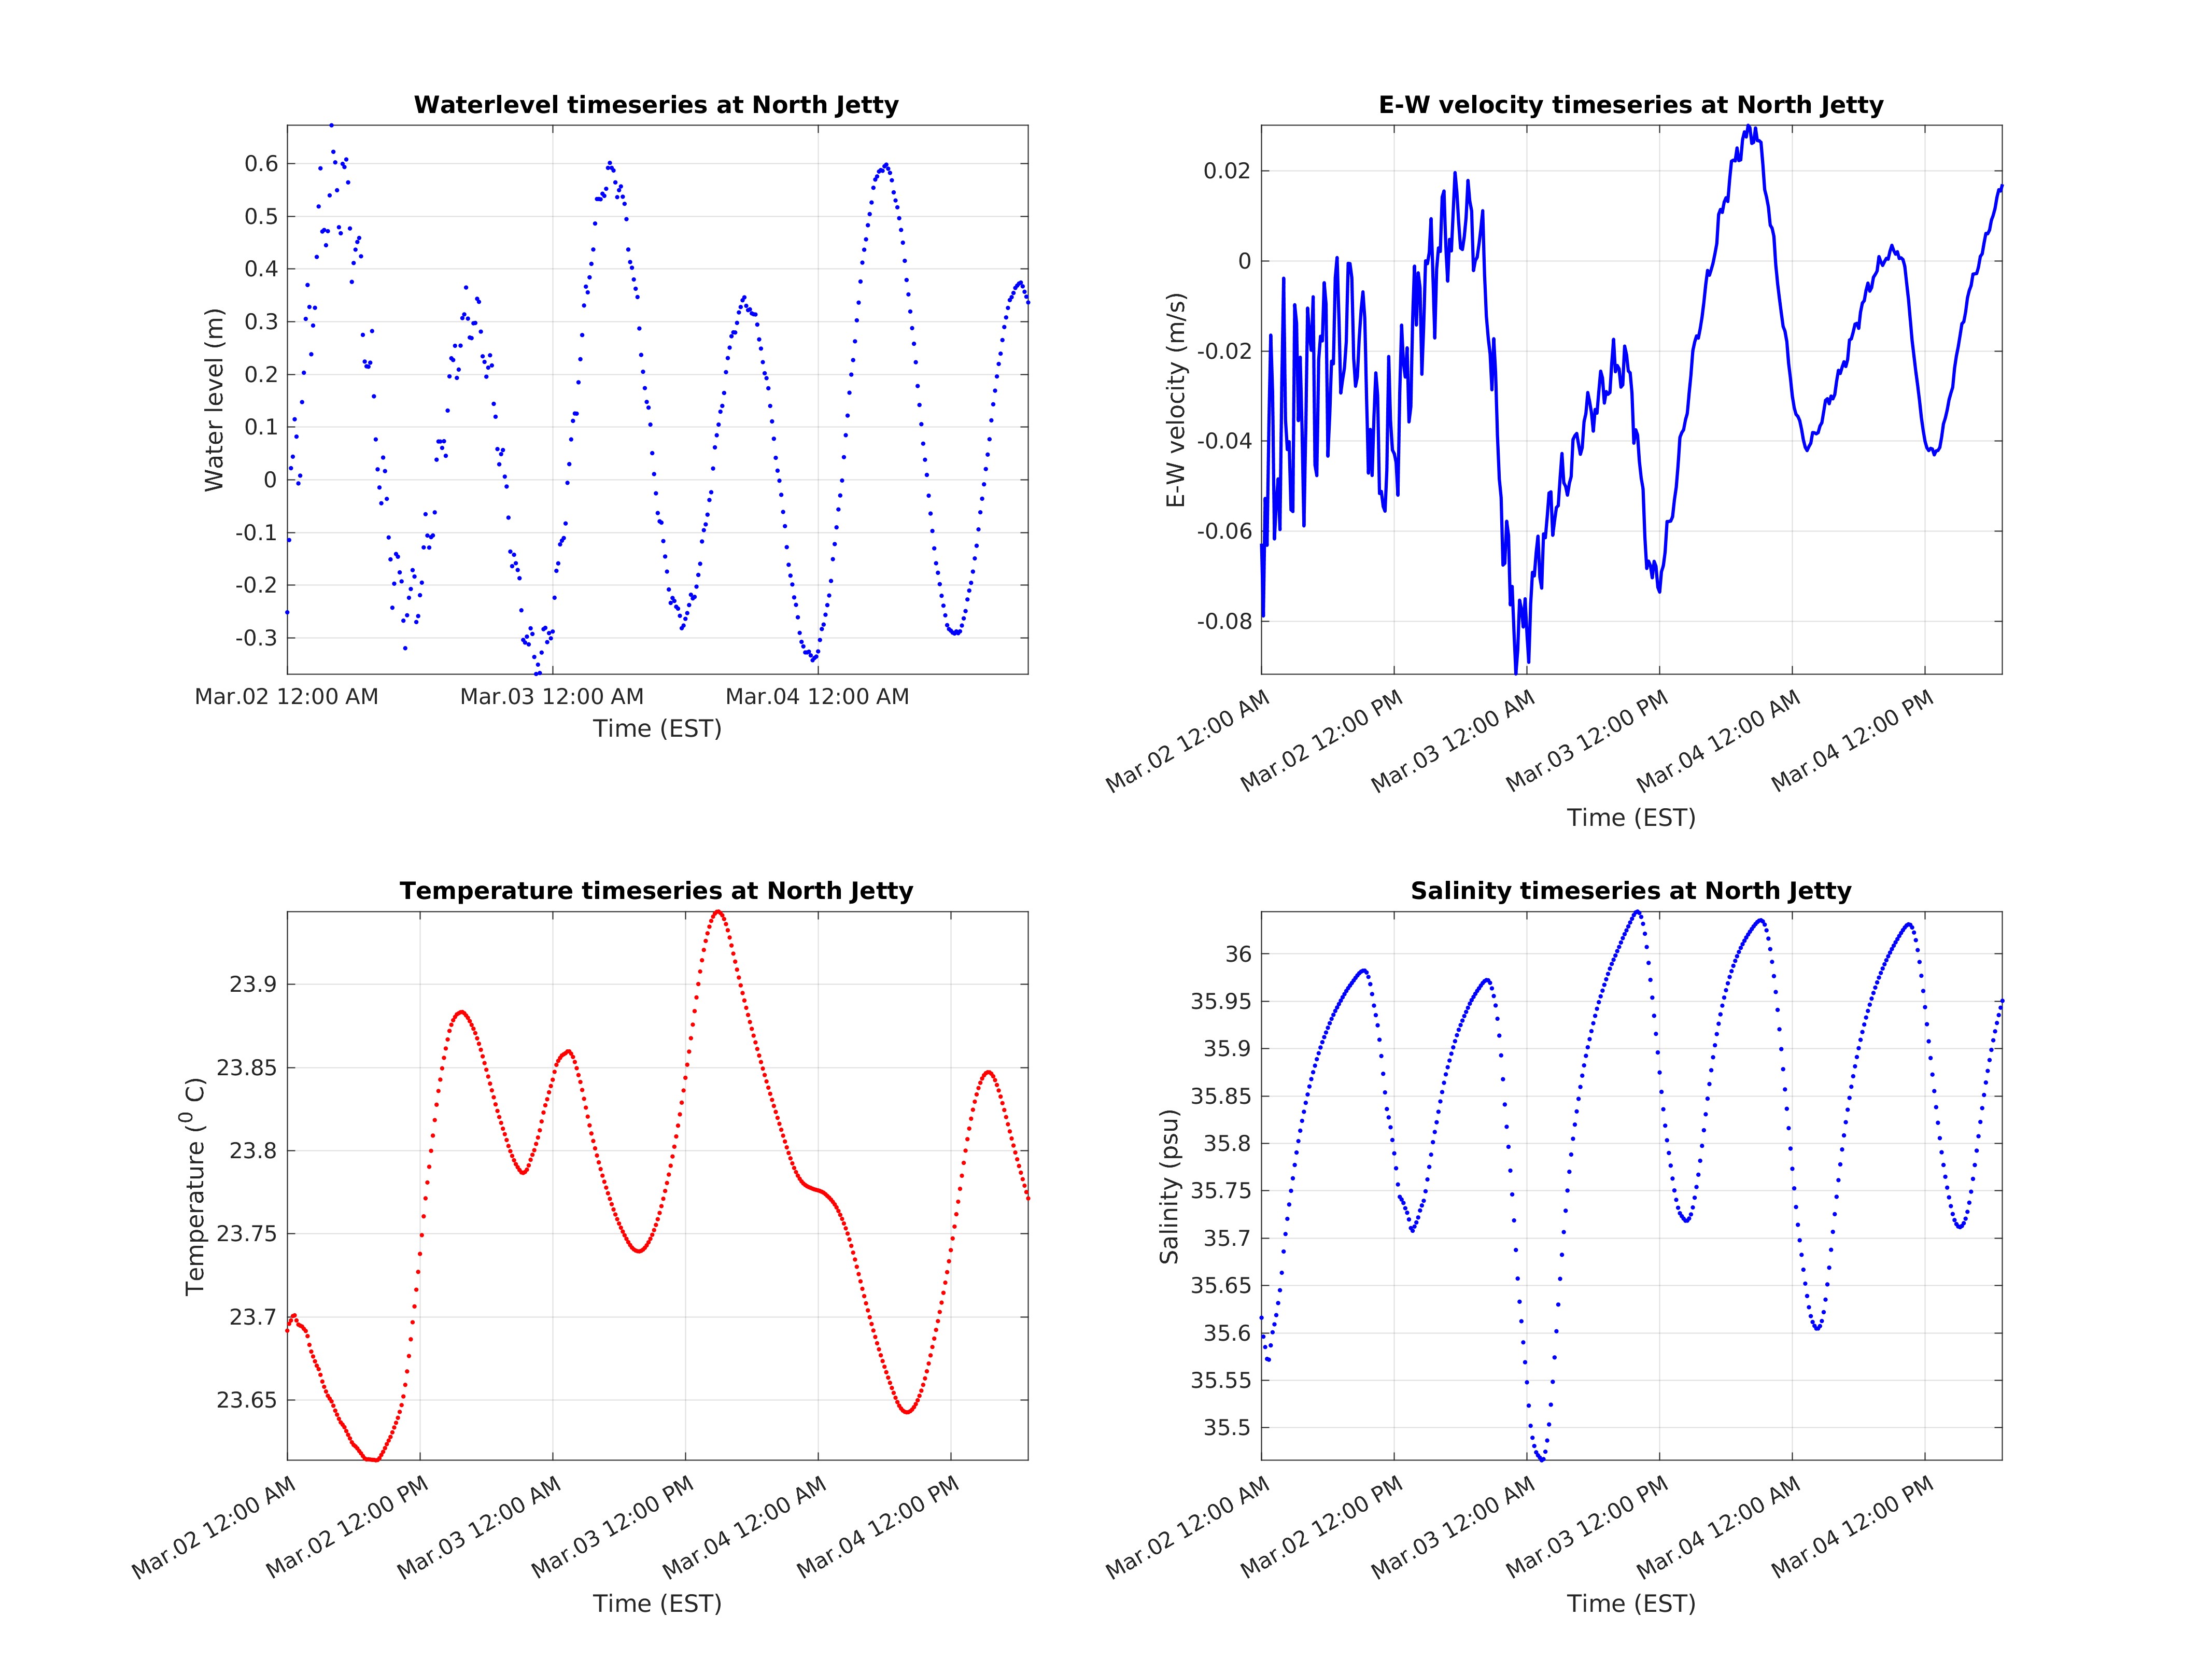 Waterlevel timeseries at North Jetty
0.6
0.5
0.4
0.3
0.2
0.1
0
-0.1
-0.2
-0.3
Water level (m)
Mar.02 12:00 AM Mar.03 12:00 AM Mar.04 12:00 AM
Time (EST)
E-W velocity timeseries at North Jetty
0.02
0
-0.02
-0.04
-0.06
-0.08
E-W velocity (m/s)
Mar.02 12:00 AM
Mar.02 12:00 PM
Mar.03 12:00 AM
Mar.03 12:00 PM
Mar.04 12:00 AM
Mar.04 12:00 PM
Time (EST)
Temperature timeseries at North Jetty
23.9
23.85
23.8
23.75
23.7
23.65
Temperature (⁰ C)
Mar.02 12:00 AM
Mar.02 12:00 PM
Mar.03 12:00 AM
Mar.03 12:00 PM
Mar.04 12:00 AM
Mar.04 12:00 PM
Time (EST)
Salinity timeseries at North Jetty
36
35.95
35.9
35.85
35.8
35.75
35.7
35.65
35.6
35.55
35.5
Salinity (psu)
Mar.02 12:00 AM
Mar.02 12:00 PM
Mar.03 12:00 AM
Mar.03 12:00 PM
Mar.04 12:00 AM
Mar.04 12:00 PM
Time (EST)